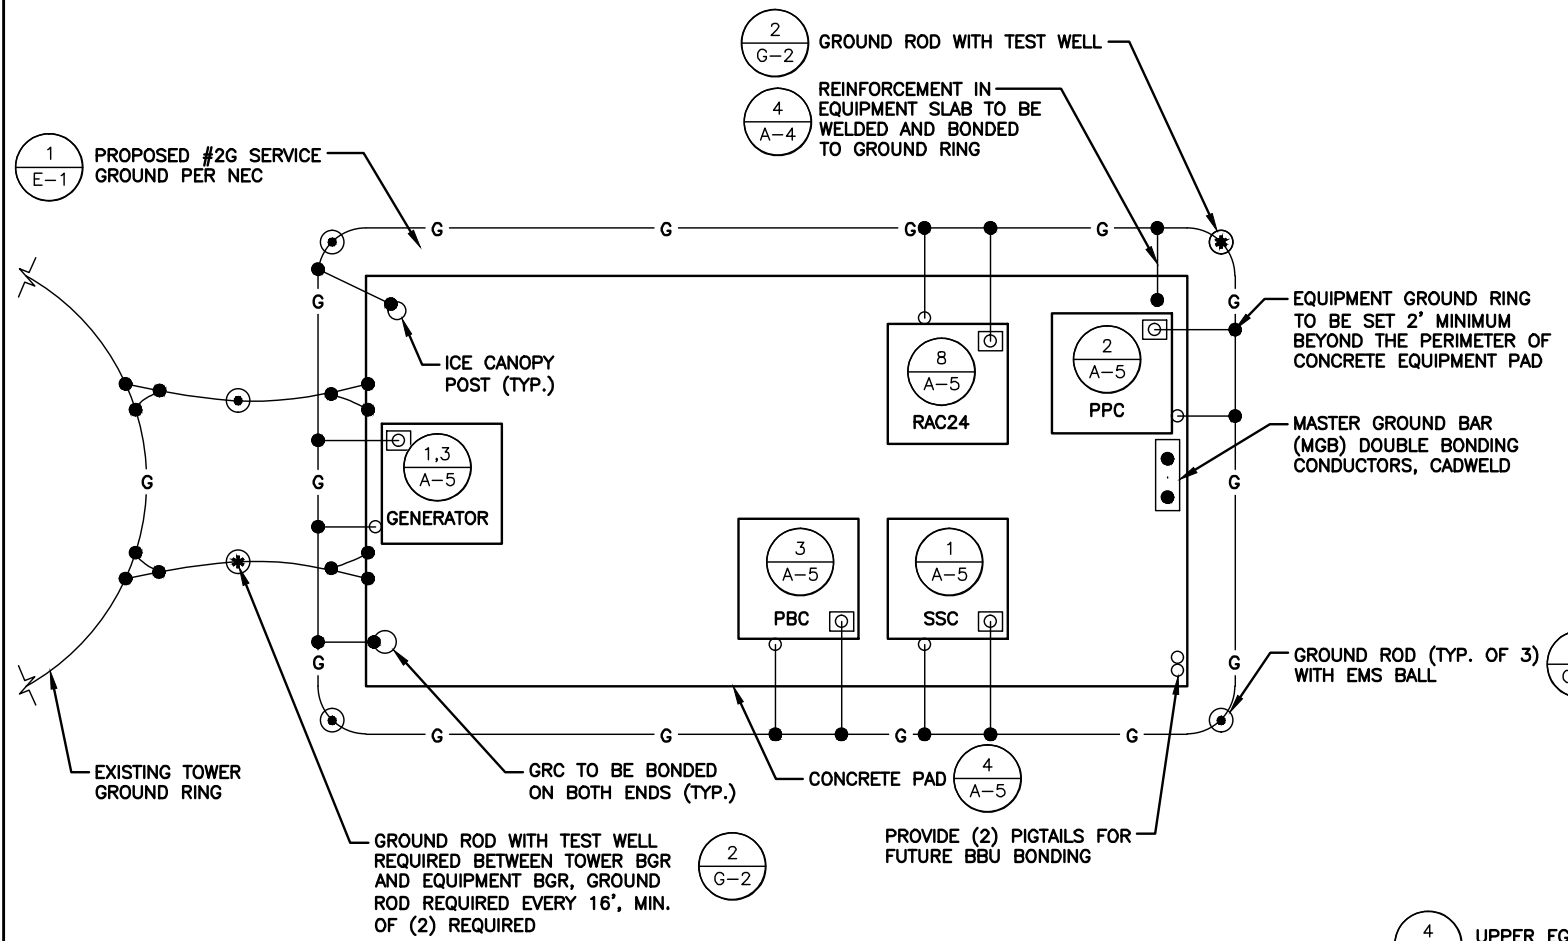 2
G-2
GROUND ROD WITH TEST WELL
4
A-4
REINFORCEMENT IN
EQUIPMENT SLAB TO BE
WELDED AND BONDED
TO GROUND RING
1
E-1
PROPOSED #2G SERVICE
GROUND PER NEC
G
G
G
G
G
G
EQUIPMENT GROUND RING
TO BE SET 2' MINIMUM
BEYOND THE PERIMETER OF
CONCRETE EQUIPMENT PAD
ICE CANOPY
POST (TYP.)
8
A-5
RAC24
2
A-5
PPC
MASTER GROUND BAR
(MGB) DOUBLE BONDING
CONDUCTORS, CADWELD
1,3
A-5
GENERATOR
G
G
G
3
A-5
PBC
1
A-5
SSC
G
G
GROUND ROD (TYP. OF 3)
WITH EMS BALL
G
G
G
G
EXISTING TOWER
GROUND RING
GRC TO BE BONDED
ON BOTH ENDS (TYP.)
CONCRETE PAD
4
A-5
PROVIDE (2) PIGTAILS FOR
FUTURE BBU BONDING
GROUND ROD WITH TEST WELL
REQUIRED BETWEEN TOWER BGR
AND EQUIPMENT BGR, GROUND
ROD REQUIRED EVERY 16', MIN.
OF (2) REQUIRED
2
G-2
4
UPPER